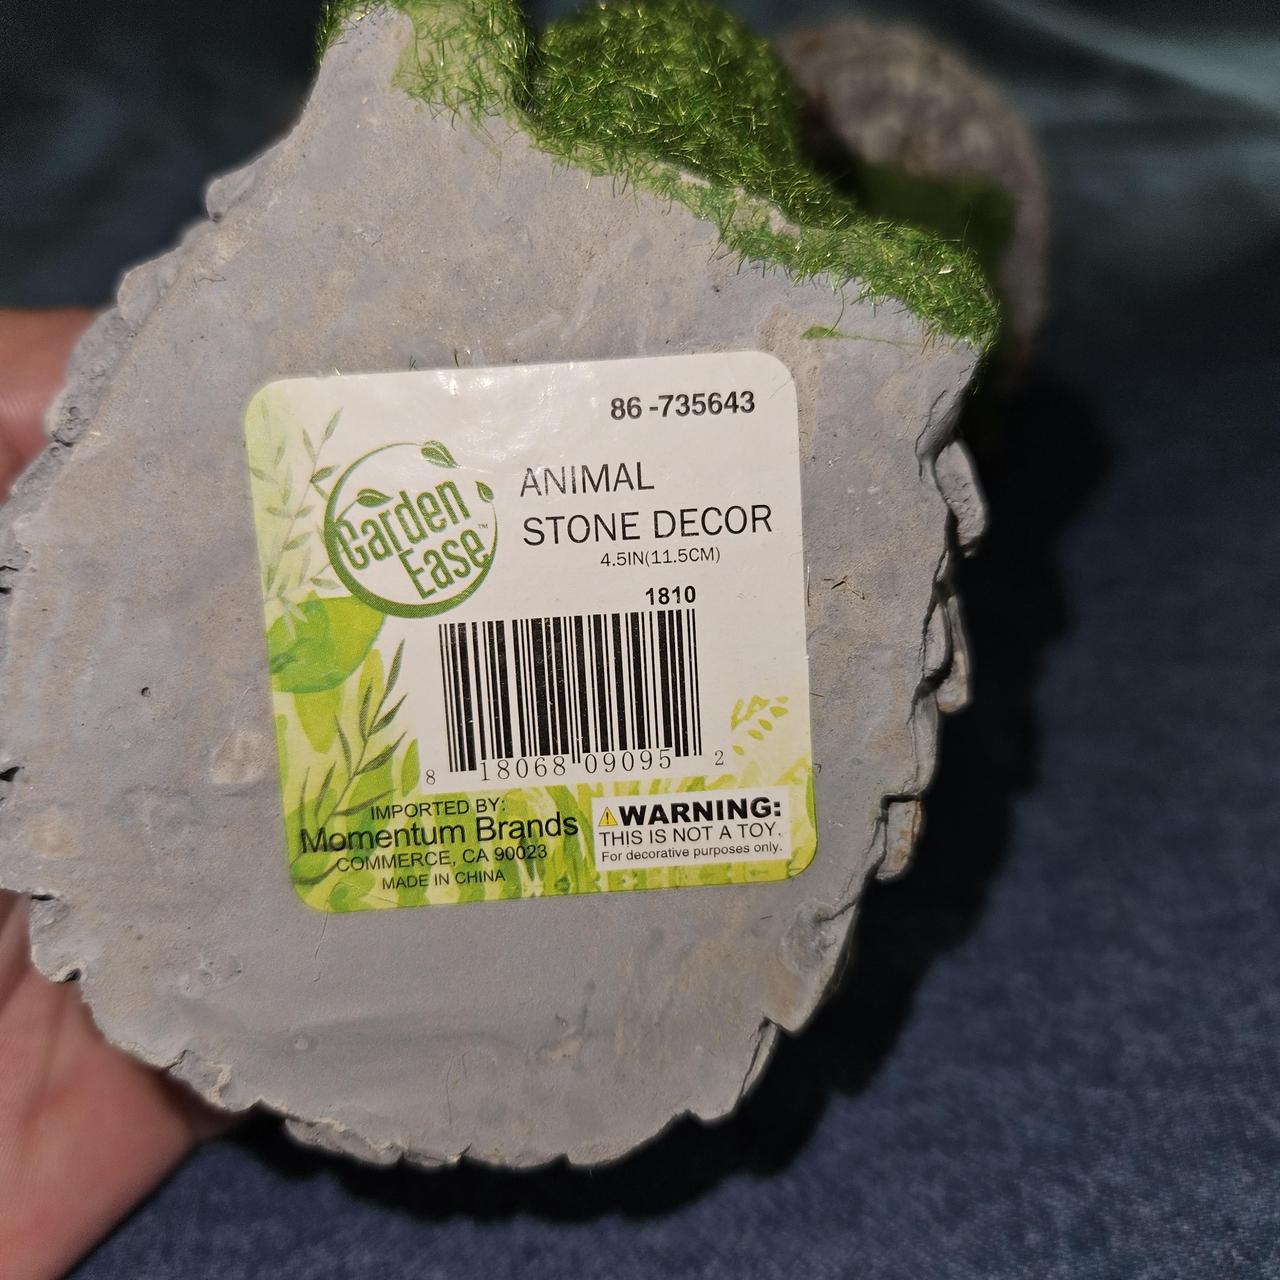 86-735643
Garden
Ease™
ANIMAL
STONE DECOR
4.5IN(11.5CM)
1810
8 18068 09095 2
IMPORTED BY:
Momentum Brands
COMMERCE, CA 90023
MADE IN CHINA
WARNING:
THIS IS NOT A TOY.
For decorative purposes only.